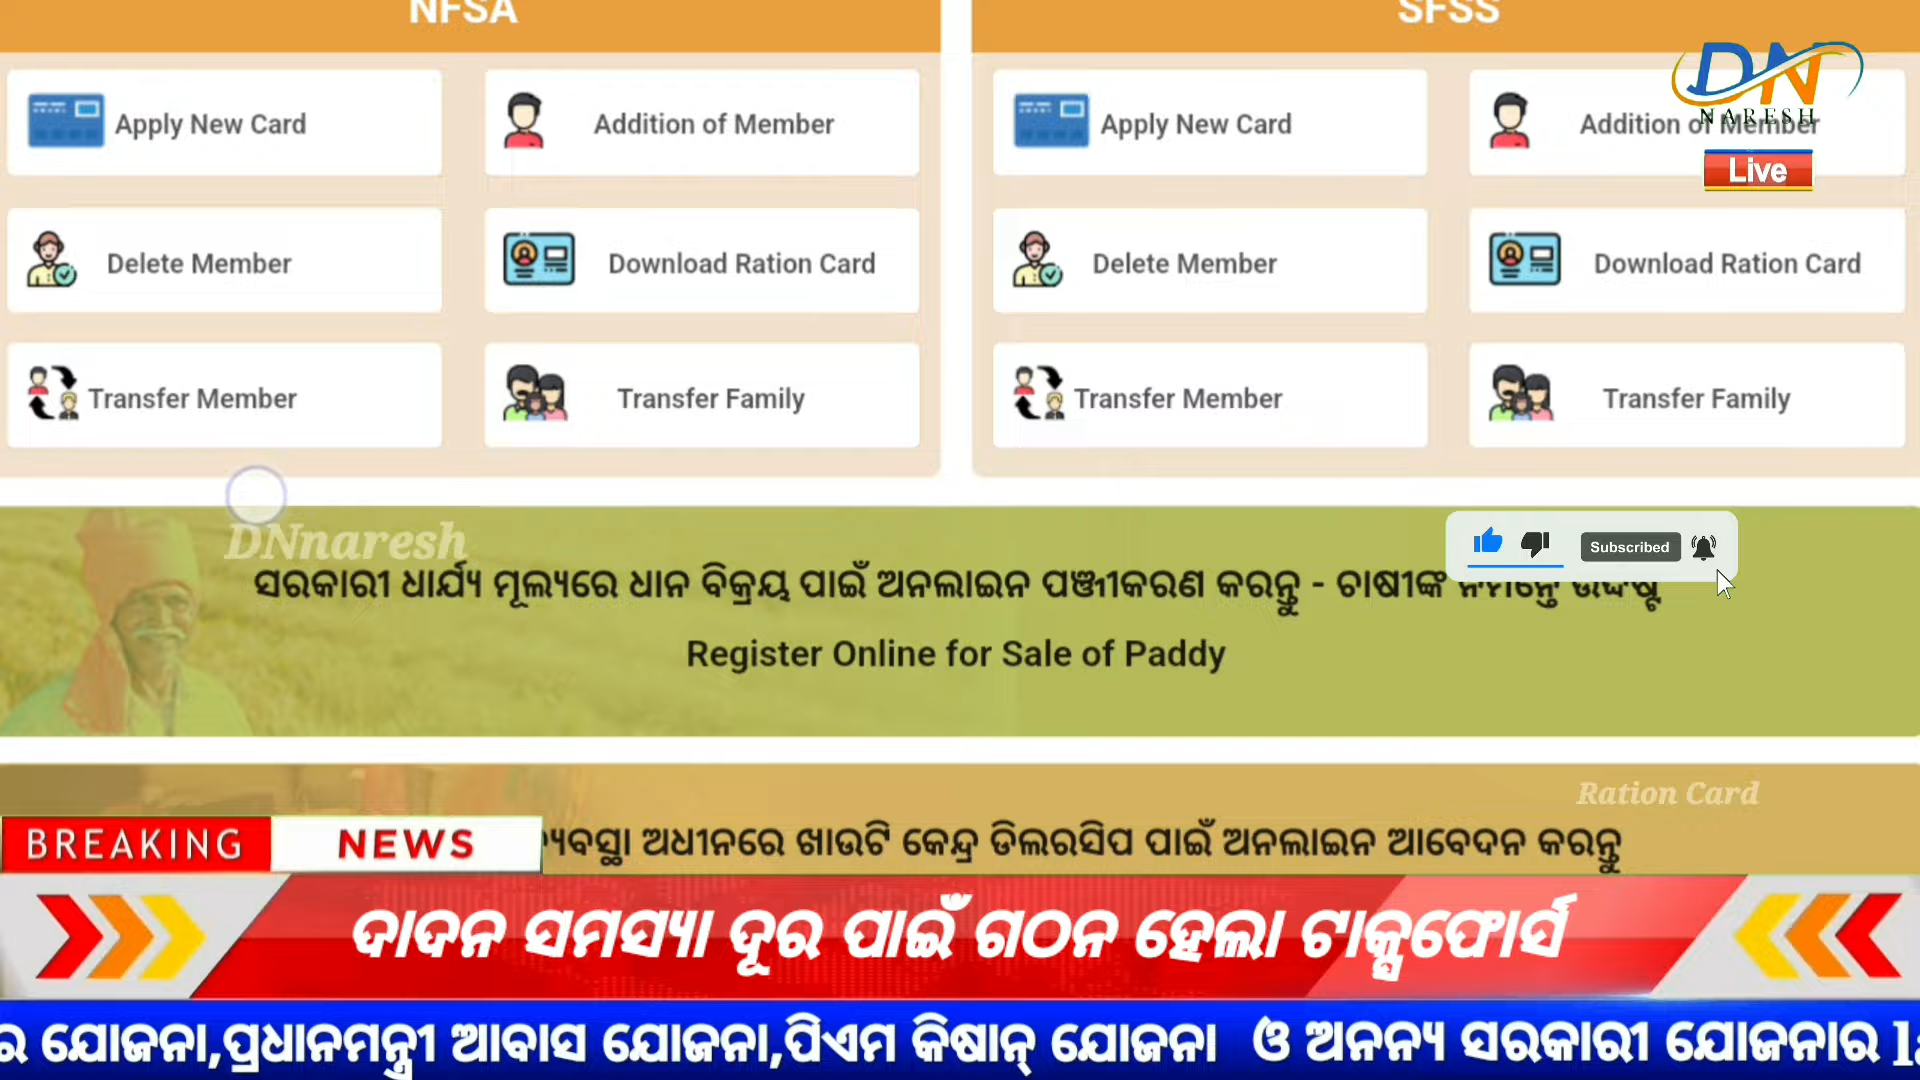 NFSA
SFSS
Apply New Card
Addition of Member
Apply New Card
Addition of Member
DN
NARESH
Live
Delete Member
Download Ration Card
Delete Member
Download Ration Card
Transfer Member
Transfer Family
Transfer Member
Transfer Family
DNnaresh
Subscribed
ସରକାରୀ ଧାର୍ଯ୍ୟ ମୂଲ୍ୟରେ ଧାନ ବିକ୍ରୟ ପାଇଁ ଅନଲାଇନ ପଞ୍ଜୀକରଣ କରନ୍ତୁ - ଚାଷୀଙ୍କ
Register Online for Sale of Paddy
Ration Card
BREAKING NEWS
ଅଧୀନରେ ଖାଉଟି କେନ୍ଦ୍ର ଡିଲରସିପ ପାଇଁ ଅନଲାଇନ ଆବେଦନ କରନ୍ତୁ
ଦାଦନ ସମସ୍ୟା ଦୂର ପାଇଁ ଗଠନ ହେଲା ଟାକ୍ସଫୋର୍ସ
ର ଯୋଜନା,ପ୍ରଧାନମନ୍ତ୍ରୀ ଆବାସ ଯୋଜନା,ପିଏମ କିଷାନ୍ ଯୋଜନା ଓ ଅନନ୍ୟ ସରକାରୀ ଯୋଜନାର